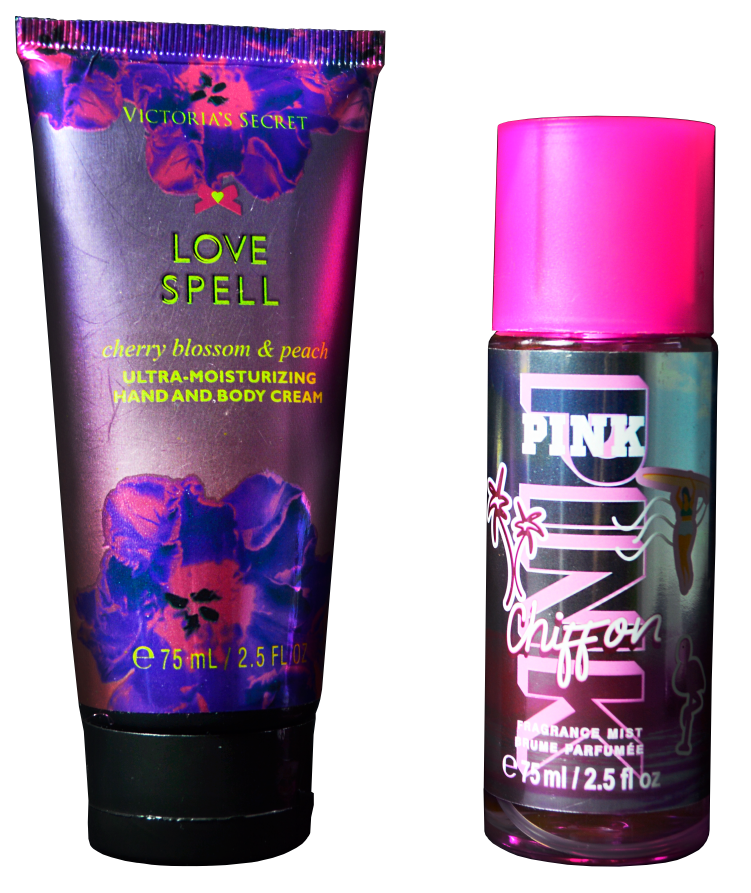 VICTORIA'S SECRET
LOVE
SPELL
cherry blossom & peach
ULTRA-MOISTURIZING
HAND AND BODY CREAM
℮ 75 mL / 2.5 FL OZ
PINK
PINK
Chiffon
FRAGRANCE MIST
BRUME PARFUMÉE
℮ 75 ml / 2.5 fl oz